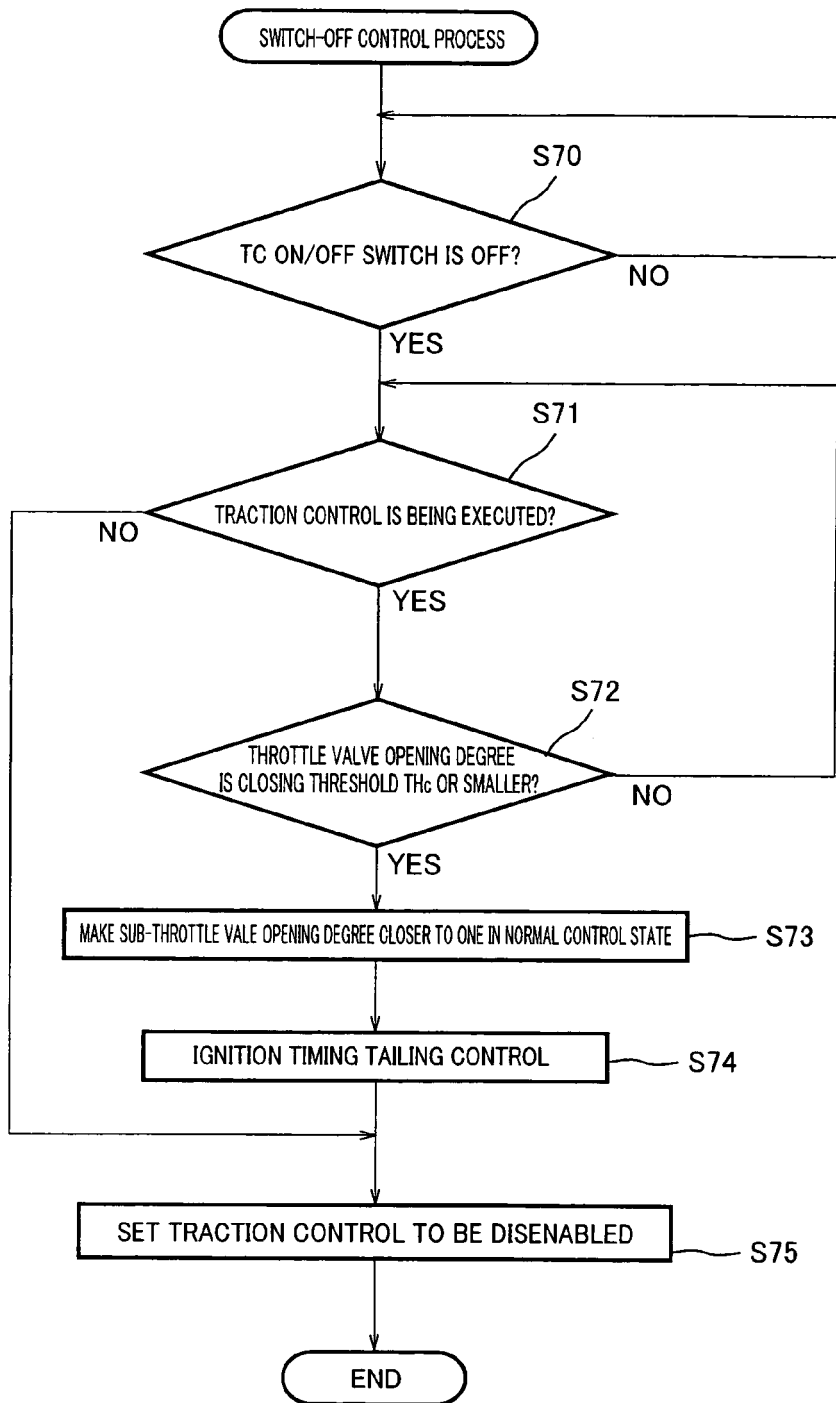 SWITCH-OFF CONTROL PROCESS
S70
TC ON/OFF SWITCH IS OFF?
NO
YES
S71
TRACTION CONTROL IS BEING EXECUTED?
NO
YES
S72
THROTTLE VALVE OPENING DEGREE
IS CLOSING THRESHOLD THc OR SMALLER?
NO
YES
MAKE SUB-THROTTLE VALE OPENING DEGREE CLOSER TO ONE IN NORMAL CONTROL STATE
S73
IGNITION TIMING TAILING CONTROL
S74
SET TRACTION CONTROL TO BE DISENABLED
S75
END